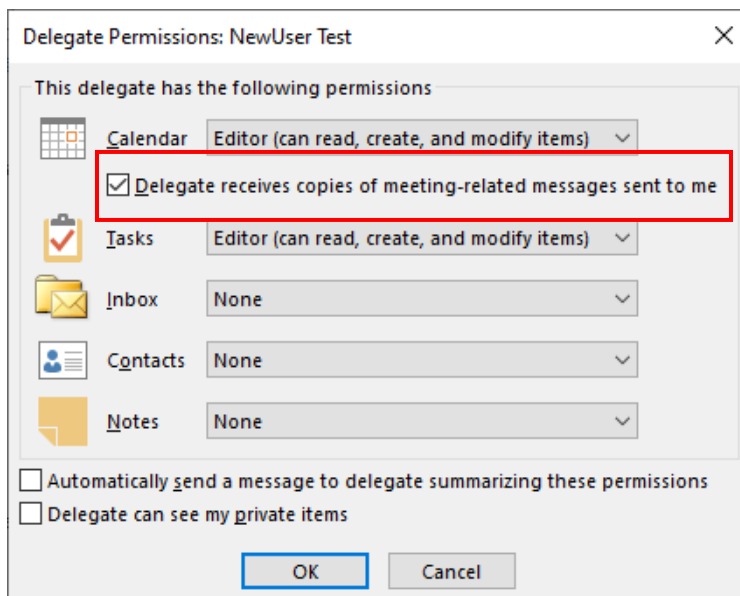 Delegate Permissions: NewUser Test
This delegate has the following permissions
Calendar Editor (can read, create, and modify items)
Delegate receives copies of meeting-related messages sent to me
Tasks Editor (can read, create, and modify items)
Inbox None
Contacts None
Notes None
Automatically send a message to delegate summarizing these permissions
Delegate can see my private items
OK Cancel